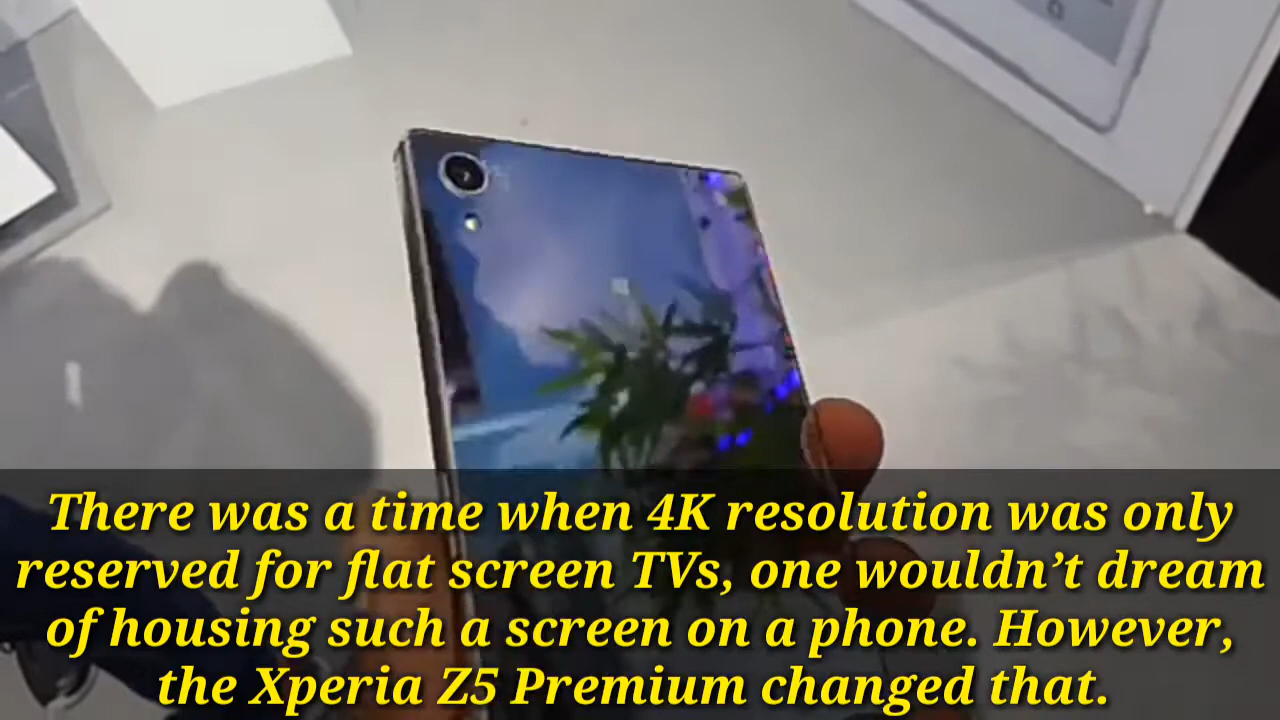 There was a time when 4K resolution was only
reserved for flat screen TVs, one wouldn’t dream
of housing such a screen on a phone. However,
the Xperia Z5 Premium changed that.